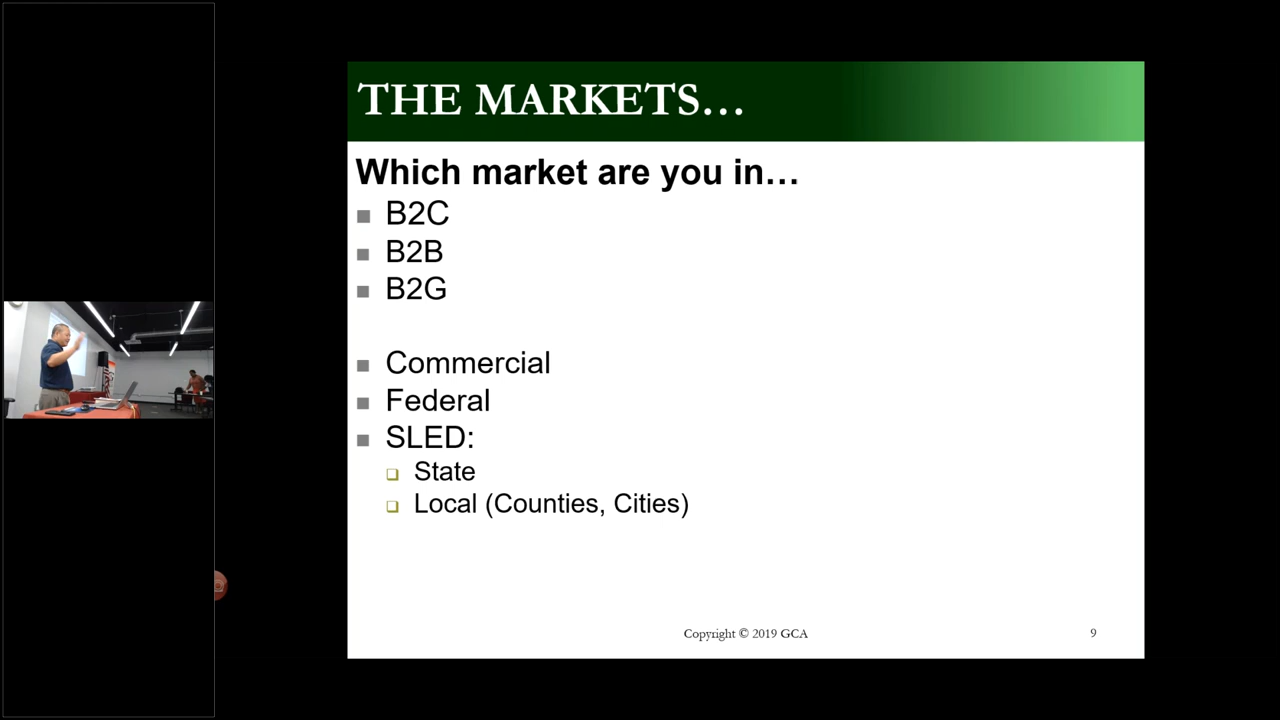 THE MARKETS…
Which market are you in…
B2C
B2B
B2G
Commercial
Federal
SLED:
State
Local (Counties, Cities)
Copyright © 2019 GCA
9